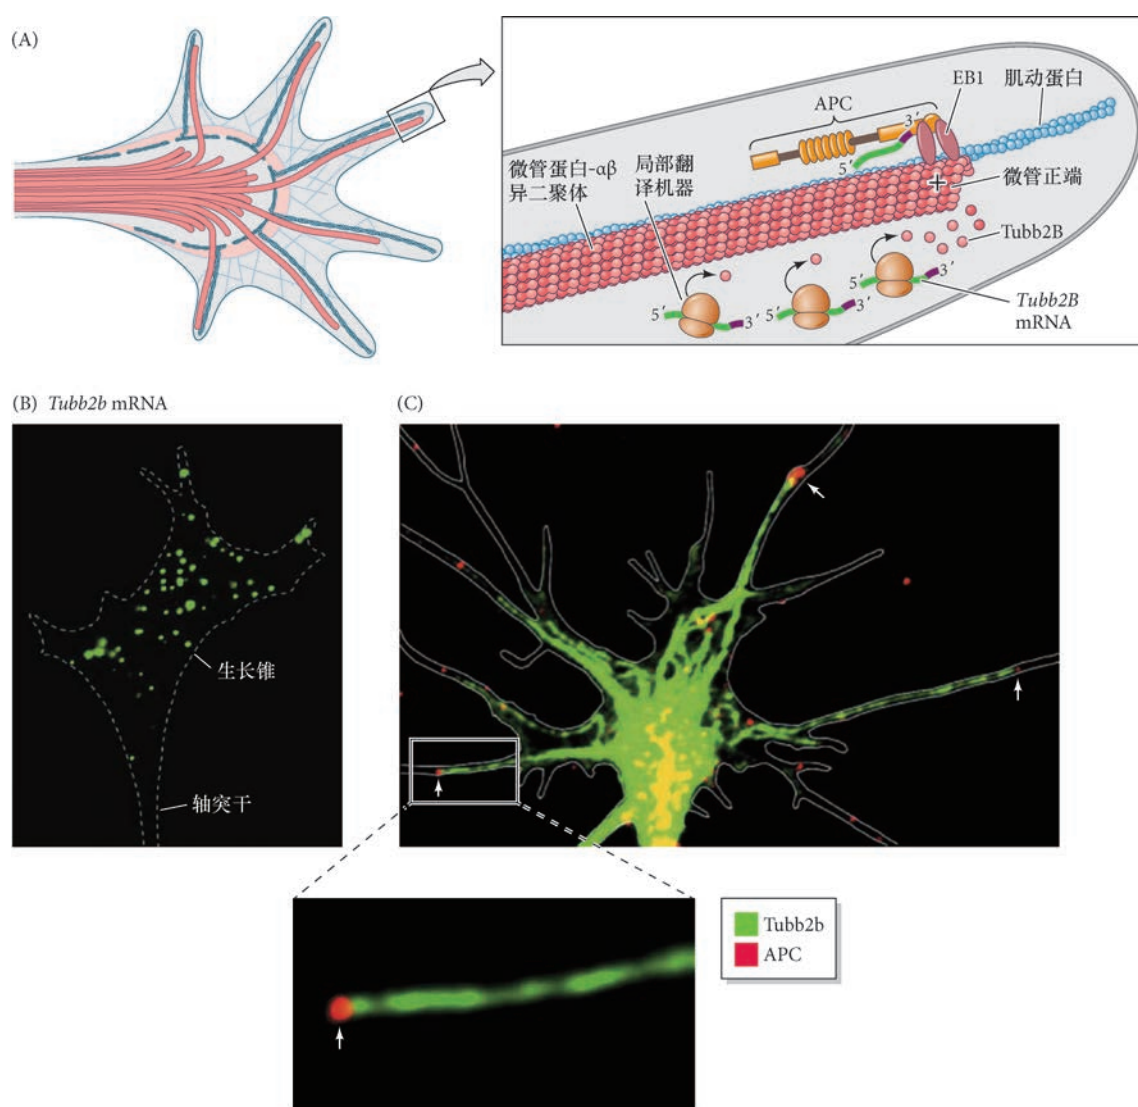 (A)
EB1
肌动蛋白
APC
3′
5′
微管蛋白-αβ
异二聚体
局部翻
译机器
+
微管正端
Tubb2B
5′
3′
5′
3′
5′
3′
Tubb2B
mRNA
(B) Tubb2b mRNA
生长锥
轴突干
(C)
Tubb2b
APC